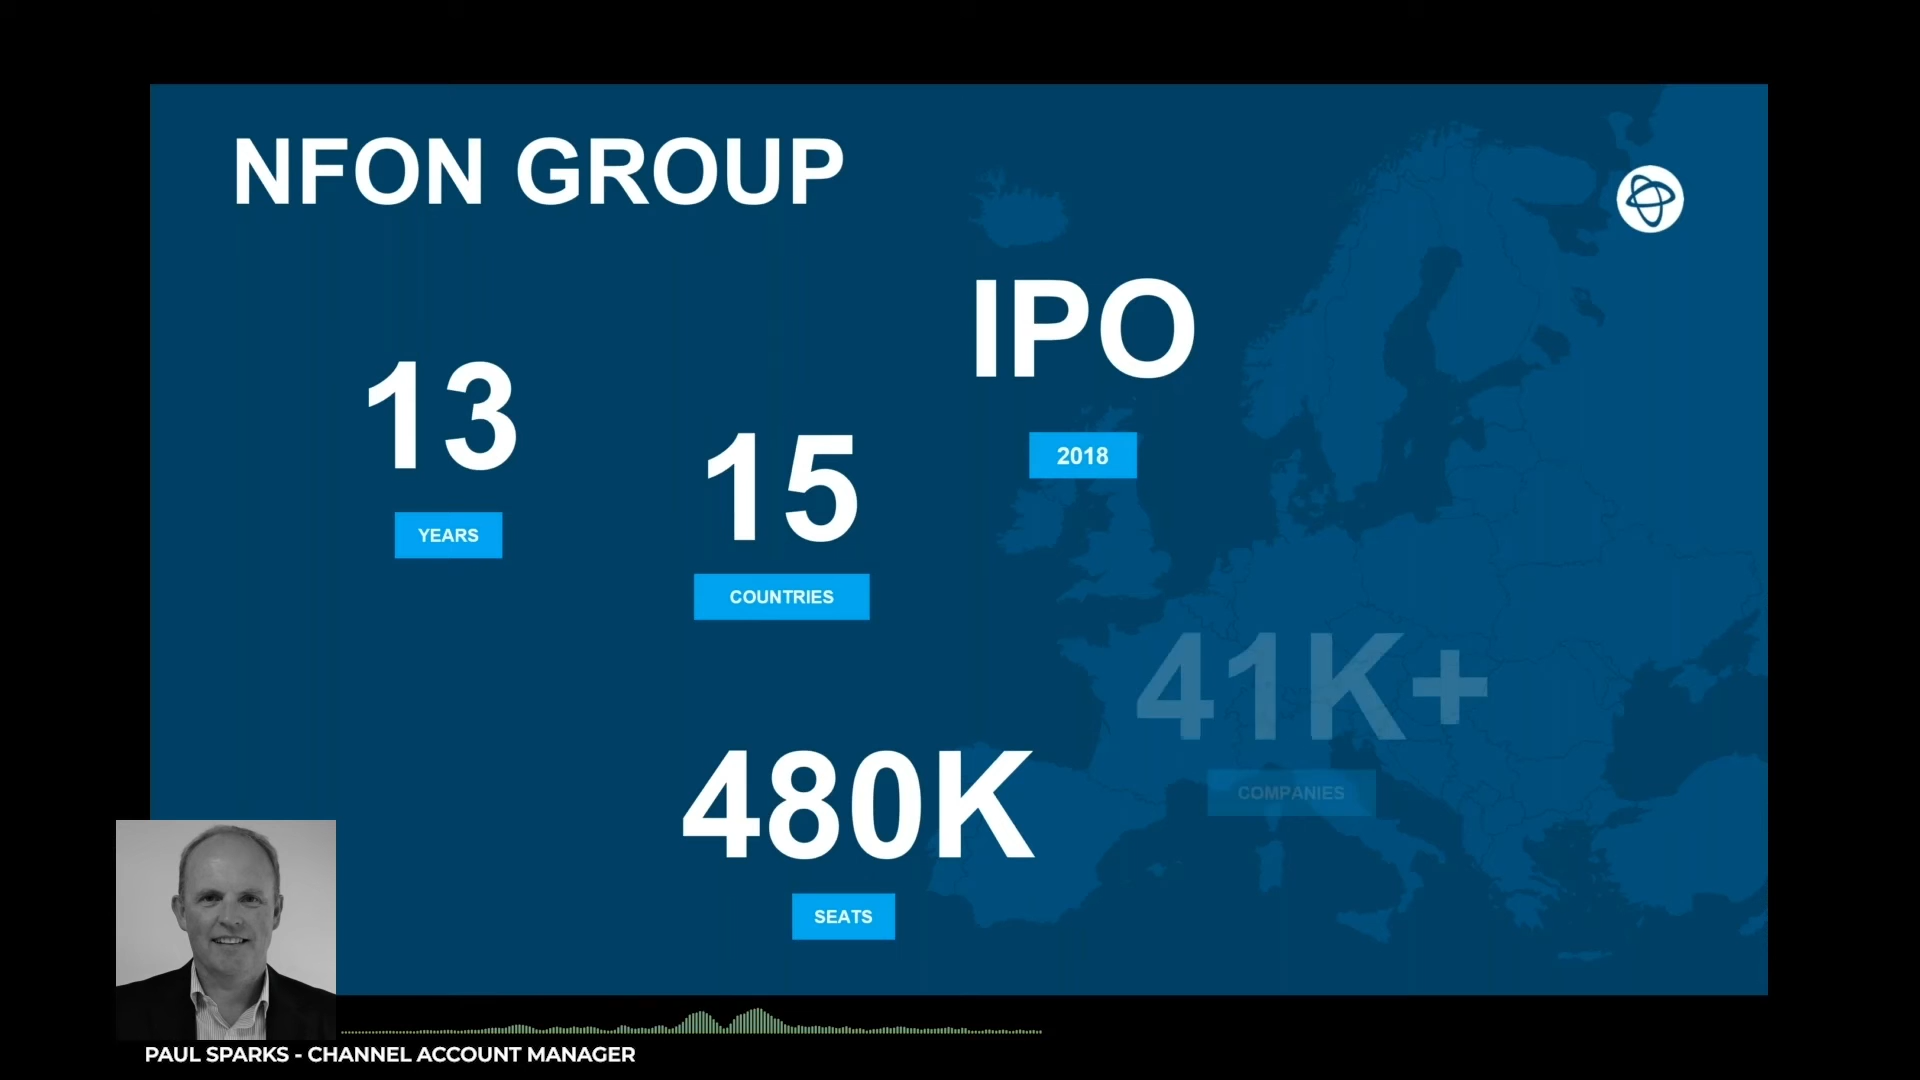 NFON GROUP
IPO
2018
13
YEARS
15
COUNTRIES
41K+
COMPANIES
480K
SEATS
PAUL SPARKS - CHANNEL ACCOUNT MANAGER